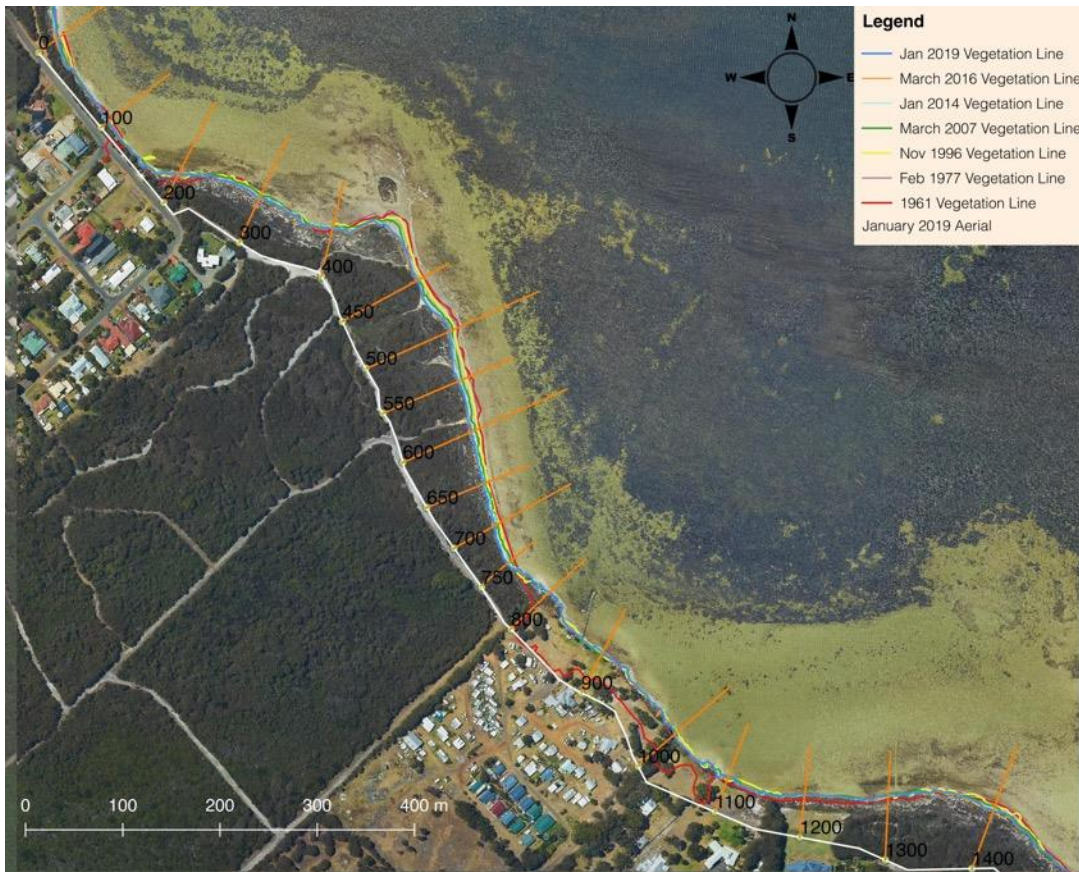 Legend
Jan 2019 Vegetation Line
March 2016 Vegetation Line
Jan 2014 Vegetation Line
March 2007 Vegetation Line
Nov 1996 Vegetation Line
Feb 1977 Vegetation Line
1961 Vegetation Line
January 2019 Aerial
N
W E
S
0
100
200
300
400
450
500
550
600
650
700
750
800
900
1000
1100
1200
1300
1400
0 100 200 300 400 m